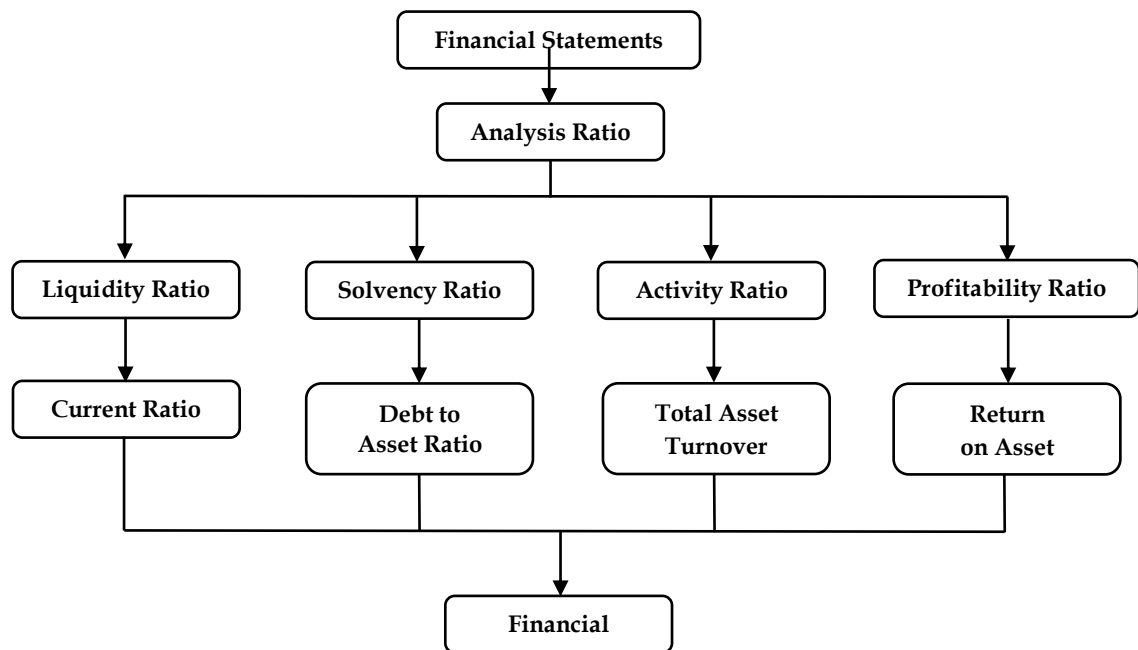 Financial Statements
Analysis Ratio
Liquidity Ratio
Solvency Ratio
Activity Ratio
Profitability Ratio
Current Ratio
Debt to
Asset Ratio
Total Asset
Turnover
Return
on Asset
Financial